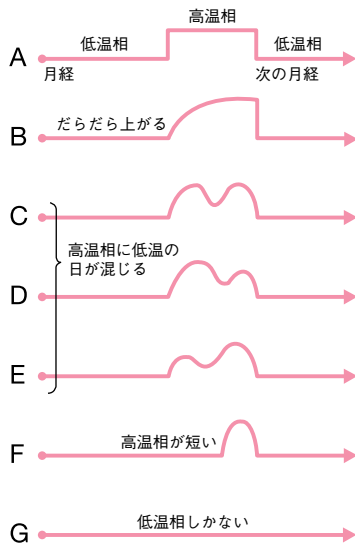 高温相
A
低温相
低温相
月経
次の月経
B
だらだら上がる
C
高温相に低温の
日が混じる
D
E
F
高温相が短い
G
低温相しかない